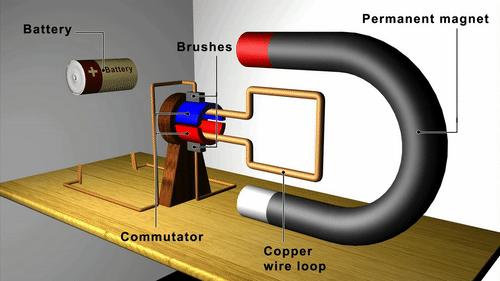 Battery
Brushes
Permanent magnet
+ Battery
Commutator
Copper
wire loop